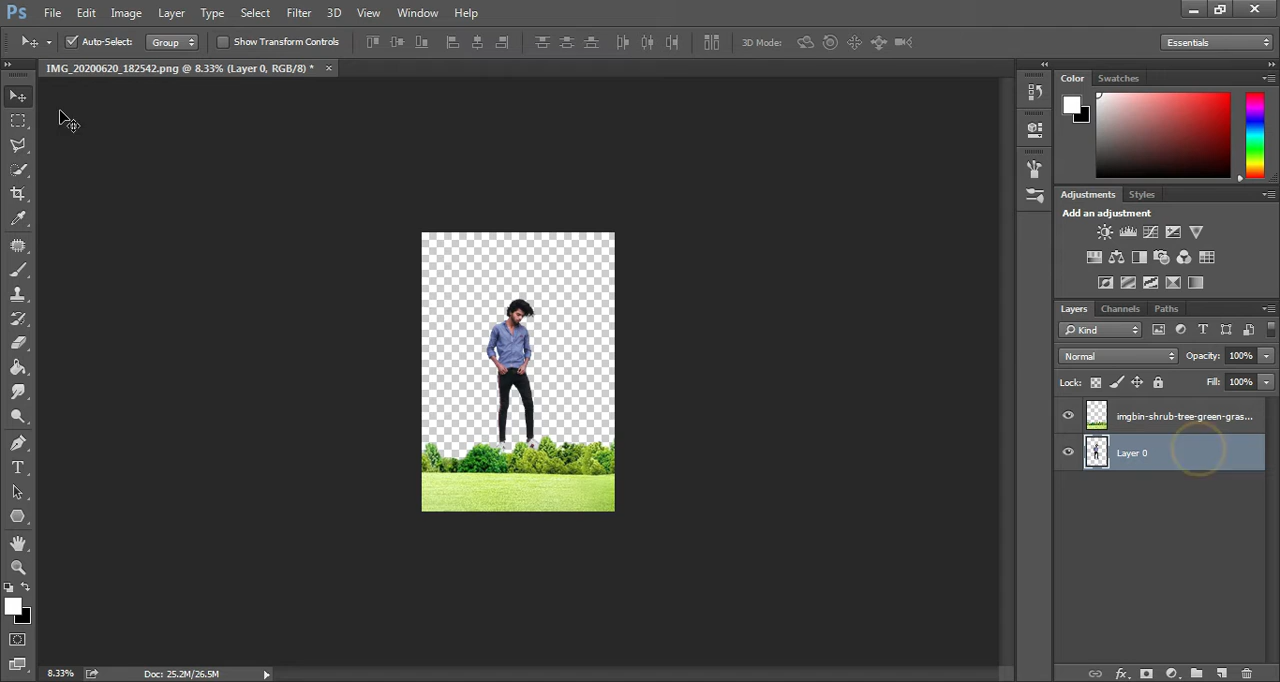 Ps File Edit Image Layer Type Select Filter 3D View Window Help
Auto-Select: Group Show Transform Controls 3D Mode: Essentials
IMG_20200620_182542.png @ 8.33% (Layer 0, RGB/8) * ×
Color Swatches
Adjustments Styles
Add an adjustment
Layers Channels Paths
Kind
Normal Opacity: 100%
Lock: Fill: 100%
imgbin-shrub-tree-green-gras...
Layer 0
8.33% Doc: 25.2M/26.5M